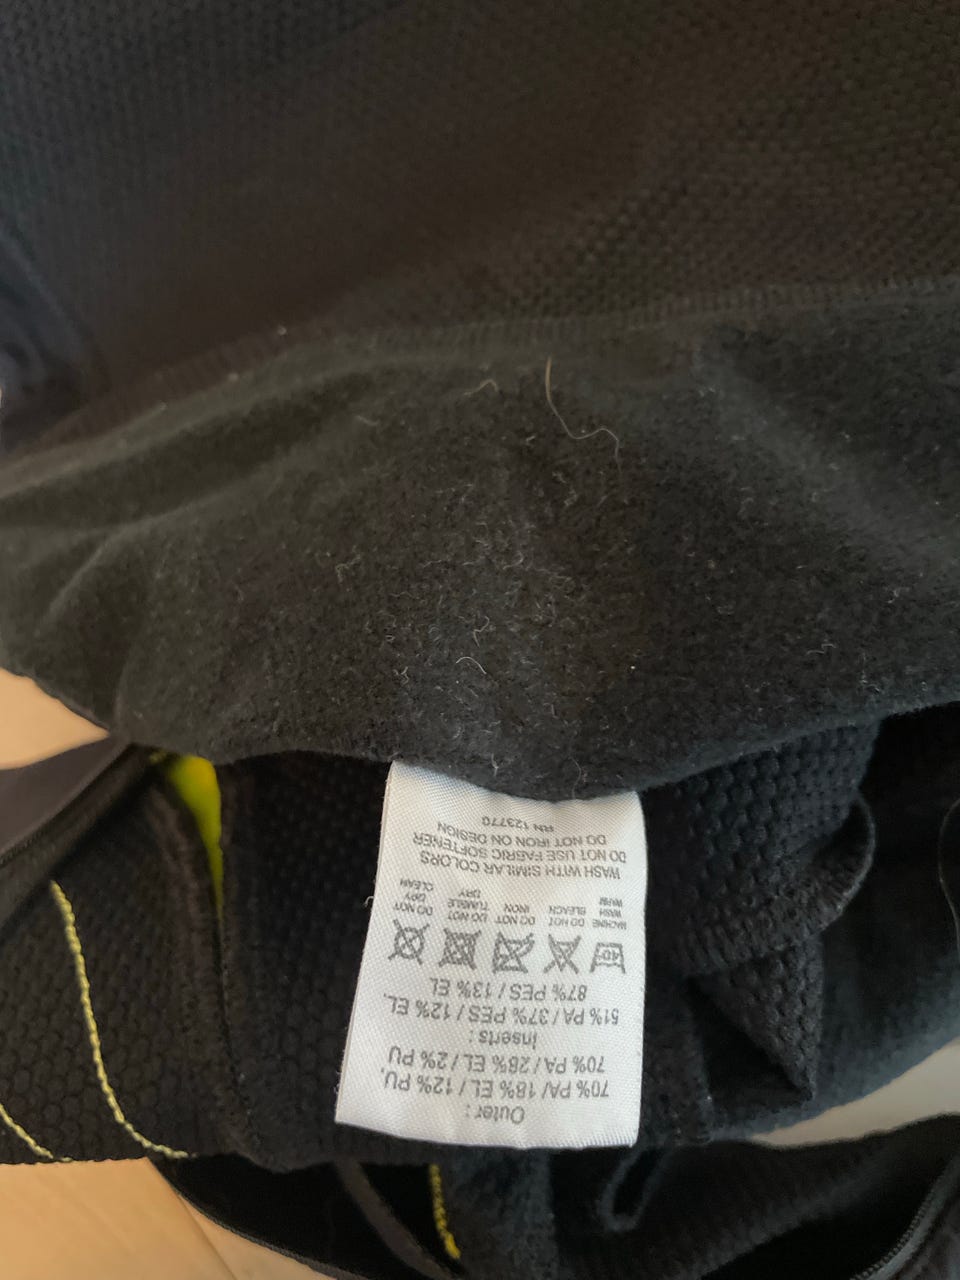 Outer :
70% PA/ 18% EL / 12% PU,
70% PA/ 28% EL / 2% PU
Inserts :
51% PA/ 37% PES / 12% EL,
87% PES / 13% EL
40°
MACHINE DO NOT DO NOT DO NOT DO NOT
WASH BLEACH IRON TUMBLE DRY
WARM DRY CLEAN
WASH WITH SIMILAR COLORS
DO NOT USE FABRIC SOFTENER
DO NOT IRON ON DESIGN
RN 123770